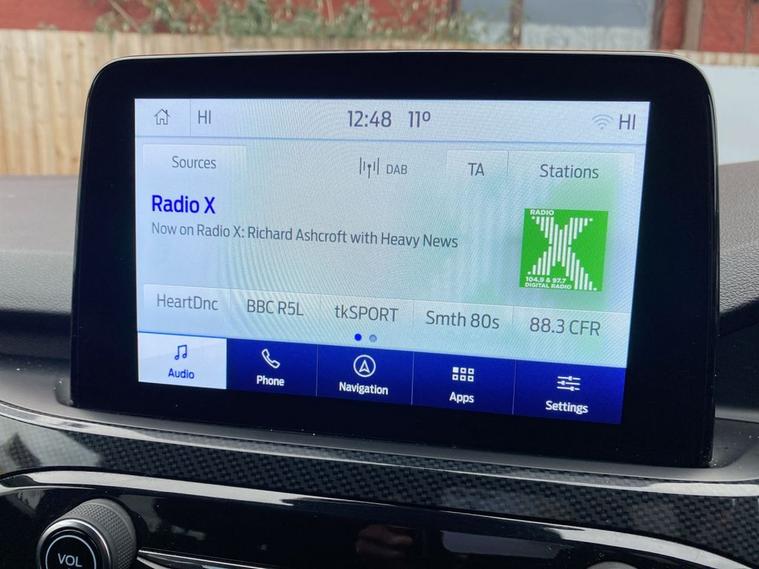 HI 12:48 11º HI
Sources DAB TA Stations
Radio X
Now on Radio X: Richard Ashcroft with Heavy News
RADIO
X
104.9 & 97.7
DIGITAL RADIO
HeartDnc BBC R5L tkSPORT Smth 80s 88.3 CFR
Audio Phone Navigation Apps Settings
VOL